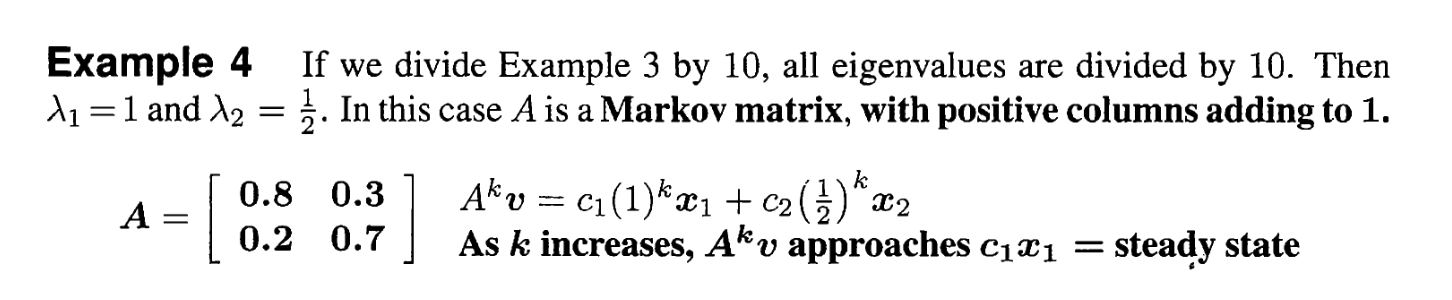 Example 4 If we divide Example 3 by 10, all eigenvalues are divided by 10. Then
λ₁ = 1 and λ₂ = 1/2. In this case A is a Markov matrix, with positive columns adding to 1.
A = [ 0.8 0.3 ; 0.2 0.7 ] Aᵏv = c₁(1)ᵏx₁ + c₂(1/2)ᵏx₂
As k increases, Aᵏv approaches c₁x₁ = steady state